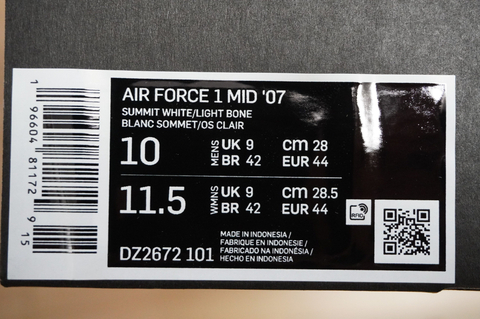 AIR FORCE 1 MID '07
SUMMIT WHITE/LIGHT BONE
BLANC SOMMET/OS CLAIR
10 MENS UK 9 cm 28
BR 42 EUR 44
11.5 WMNS UK 9 cm 28.5
BR 42 EUR 44
RFID
DZ2672 101
MADE IN INDONESIA /
FABRIQUE EN INDONESIE /
FABRICADO NA INDONÉSIA /
HECHO EN INDONESIA
1 96604 81172 9 15